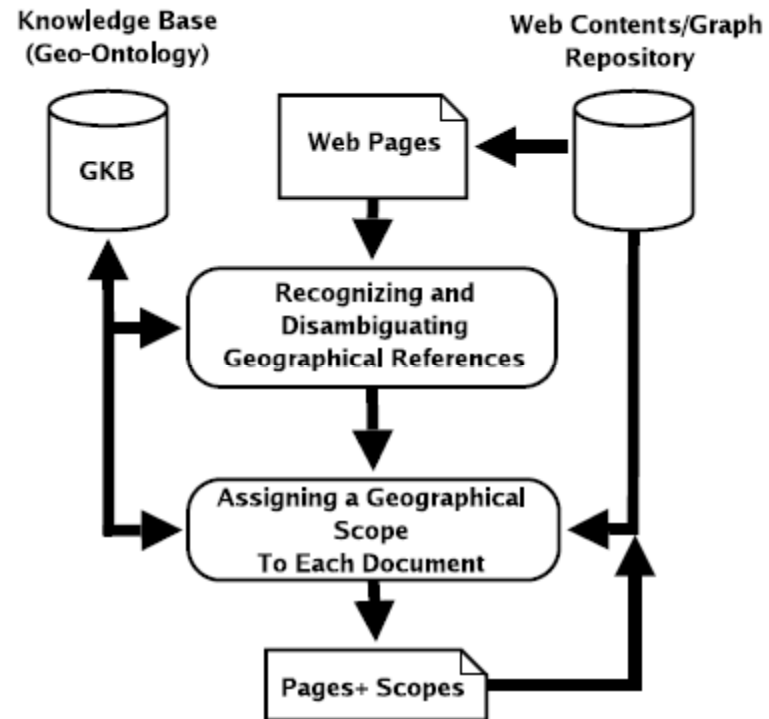 Knowledge Base
(Geo-Ontology)
Web Contents/Graph
Repository
GKB
Web Pages
Recognizing and
Disambiguating
Geographical References
Assigning a Geographical
Scope
To Each Document
Pages+ Scopes